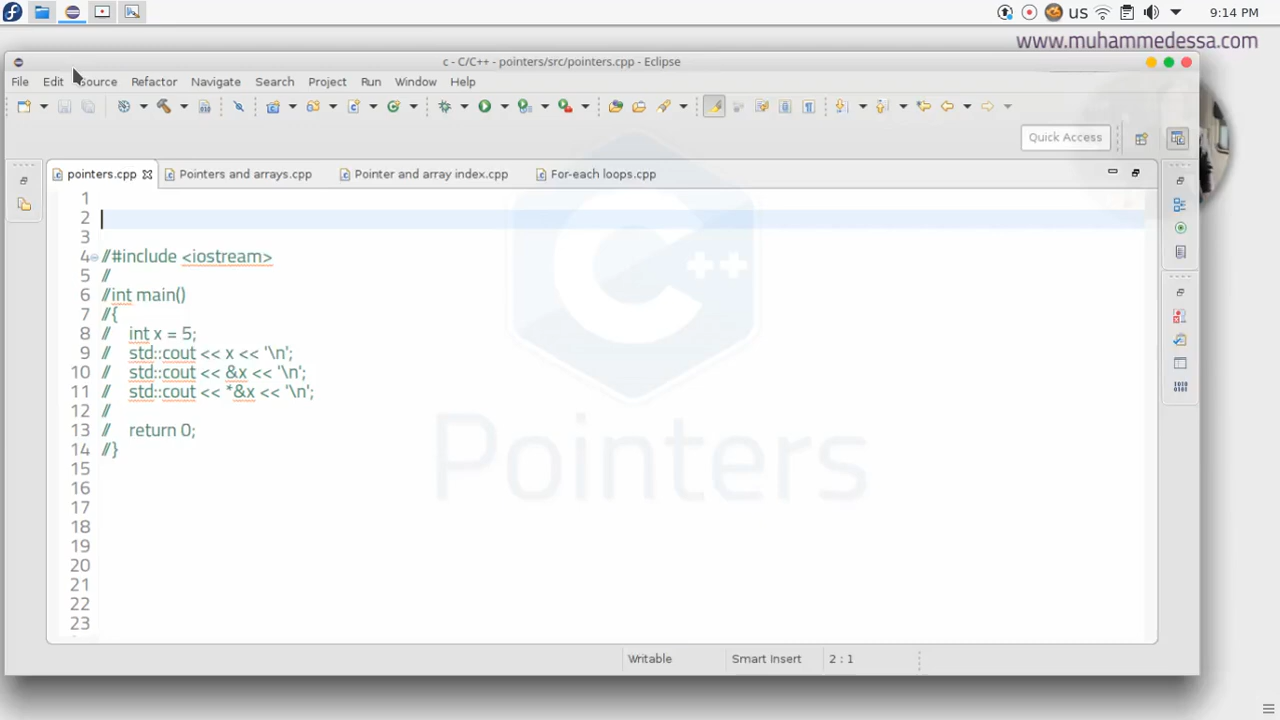 us 9:14 PM
www.muhammedessa.com
c - C/C++ - pointers/src/pointers.cpp - Eclipse
File Edit Source Refactor Navigate Search Project Run Window Help
Quick Access
pointers.cpp Pointers and arrays.cpp Pointer and array index.cpp For-each loops.cpp
1
2
3
4 //#include <iostream>
5 //
6 //int main()
7 //{
8 // int x = 5;
9 // std::cout << x << '\n';
10 // std::cout << &x << '\n';
11 // std::cout << *&x << '\n';
12 //
13 // return 0;
14 //}
15
16
17
18
19
20
21
22
23
C++
Pointers
Writable Smart Insert 2 : 1